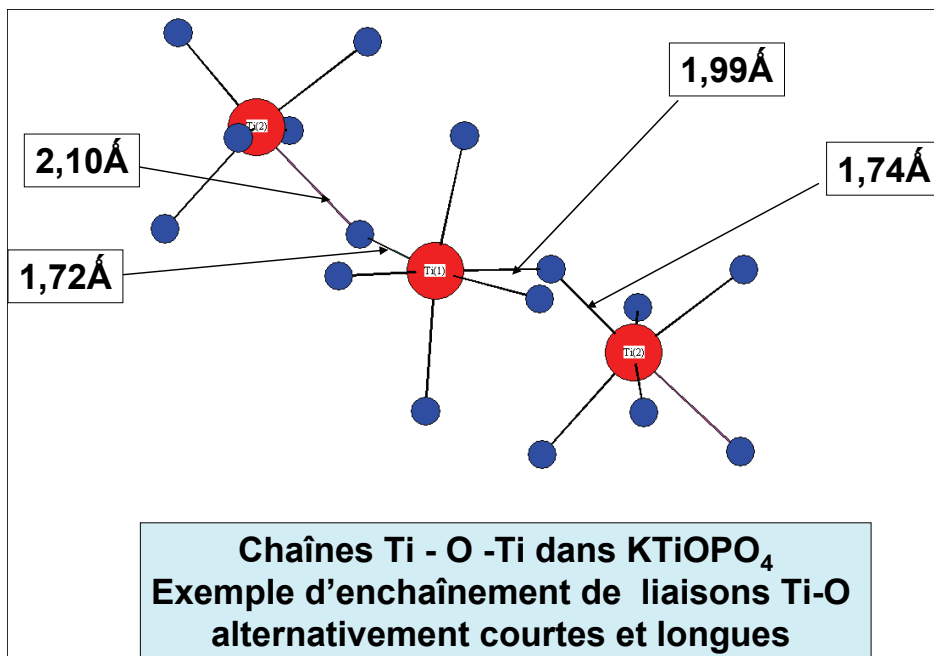 1,99Å
Ti(2)
2,10Å
1,74Å
1,72Å
Ti(1)
Ti(2)
Chaînes Ti - O -Ti dans KTiOPO₄
Exemple d’enchaînement de liaisons Ti-O
alternativement courtes et longues